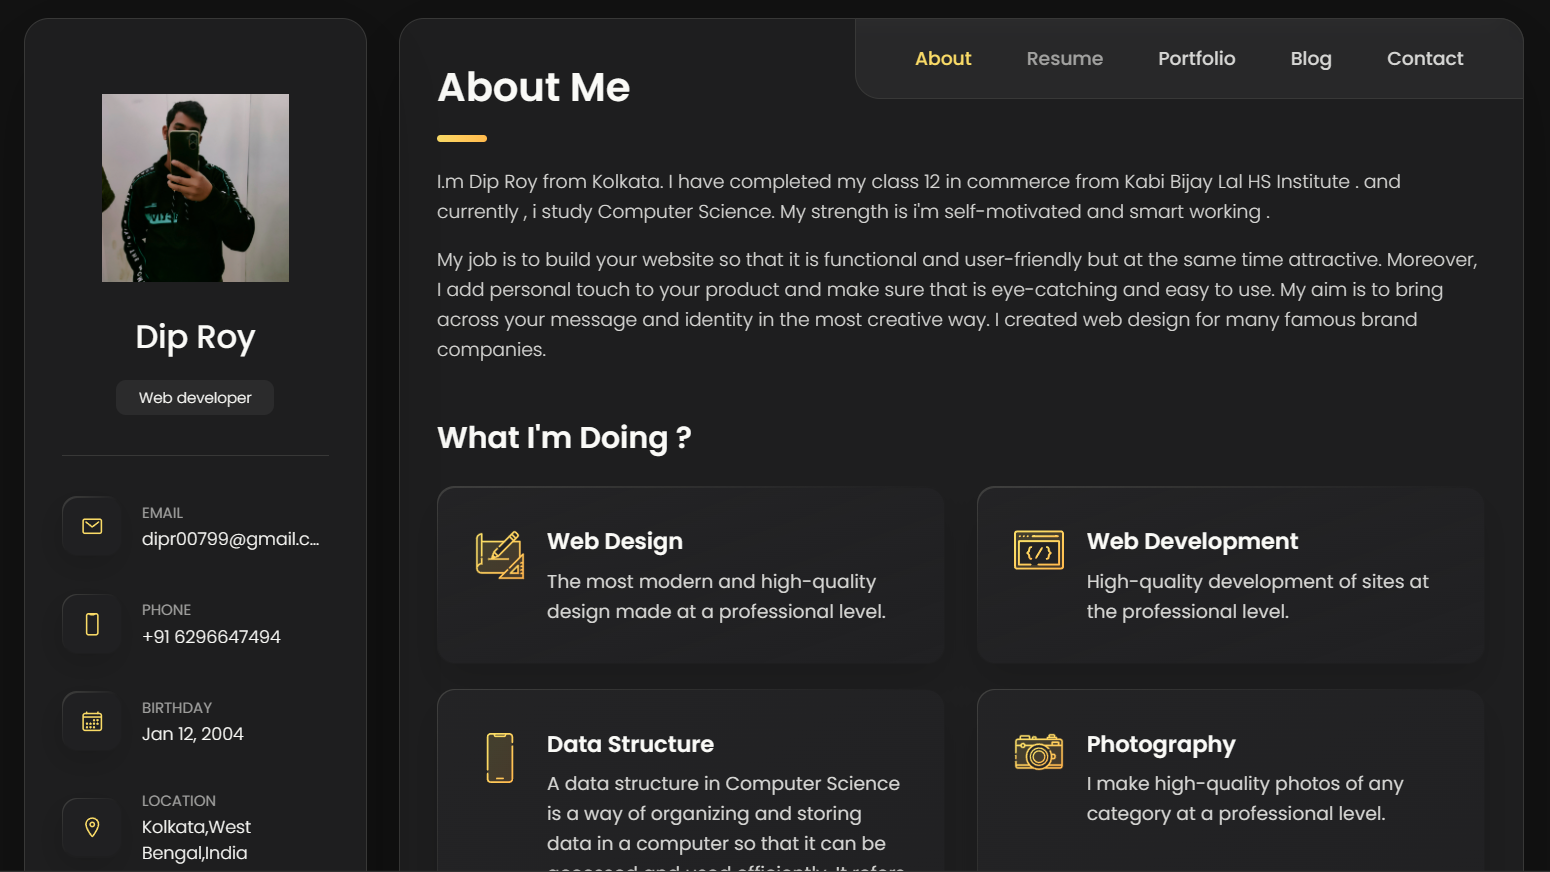 About Resume Portfolio Blog Contact
About Me
I.m Dip Roy from Kolkata. I have completed my class 12 in commerce from Kabi Bijay Lal HS Institute . and
currently , i study Computer Science. My strength is i'm self-motivated and smart working .
My job is to build your website so that it is functional and user-friendly but at the same time attractive. Moreover,
I add personal touch to your product and make sure that is eye-catching and easy to use. My aim is to bring
across your message and identity in the most creative way. I created web design for many famous brand
companies.
Dip Roy
Web developer
EMAIL
dipr00799@gmail.c...
PHONE
+91 6296647494
BIRTHDAY
Jan 12, 2004
LOCATION
Kolkata,West
Bengal,India
What I'm Doing ?
Web Design
The most modern and high-quality
design made at a professional level.
Web Development
High-quality development of sites at
the professional level.
Data Structure
A data structure in Computer Science
is a way of organizing and storing
data in a computer so that it can be
accessed and used efficiently. It refers
Photography
I make high-quality photos of any
category at a professional level.